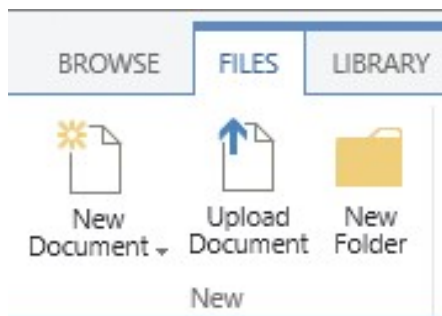 BROWSE FILES LIBRARY
New Upload New
Document Document Folder
New